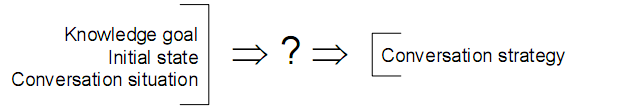 Knowledge goal
Initial state
Conversation situation
⇒ ? ⇒
Conversation strategy